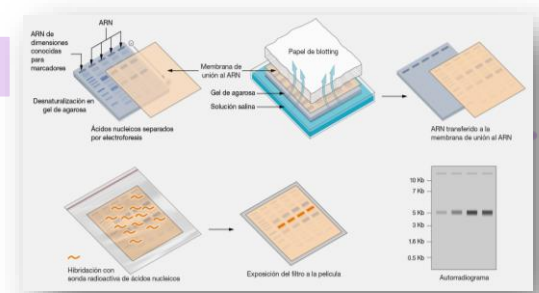 ARN de
dimensiones
conocidas
para
marcadores
ARN
Desnaturalización en
gel de agarosa
Ácidos nucleicos separados
por electroforesis
Membrana de
unión al ARN
Gel de agarosa
Solución salina
Papel de blotting
ARN transferido a la
membrana de unión al ARN
Hibridación con
sonda radioactiva de ácidos nucleicos
Exposición del filtro a la película
10 Kb
7 Kb
5 Kb
3 Kb
1.6 Kb
0.5 Kb
Autorradiograma